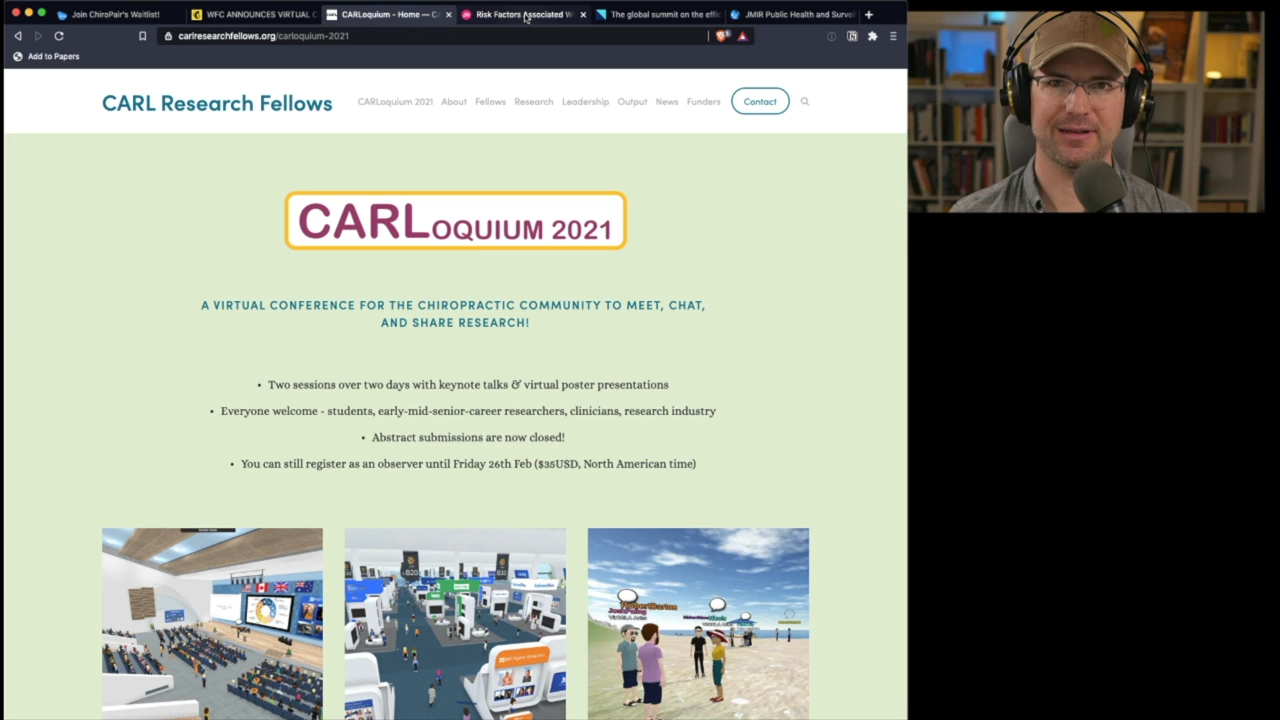 Join ChiroPair's Waitlist!
WFC ANNOUNCES VIRTUAL C
CARLoquium - Home — C
Risk Factors Associated W
The global summit on the effic
JMIR Public Health and Survei
carlresearchfellows.org/carloquium-2021
Add to Papers
CARL Research Fellows
CARLoquium 2021 About Fellows Research Leadership Output News Funders Contact
CARLOQUIUM 2021
A VIRTUAL CONFERENCE FOR THE CHIROPRACTIC COMMUNITY TO MEET, CHAT,
AND SHARE RESEARCH!
• Two sessions over two days with keynote talks & virtual poster presentations
• Everyone welcome - students, early-mid-senior-career researchers, clinicians, research industry
• Abstract submissions are now closed!
• You can still register as an observer until Friday 26th Feb ($35USD, North American time)